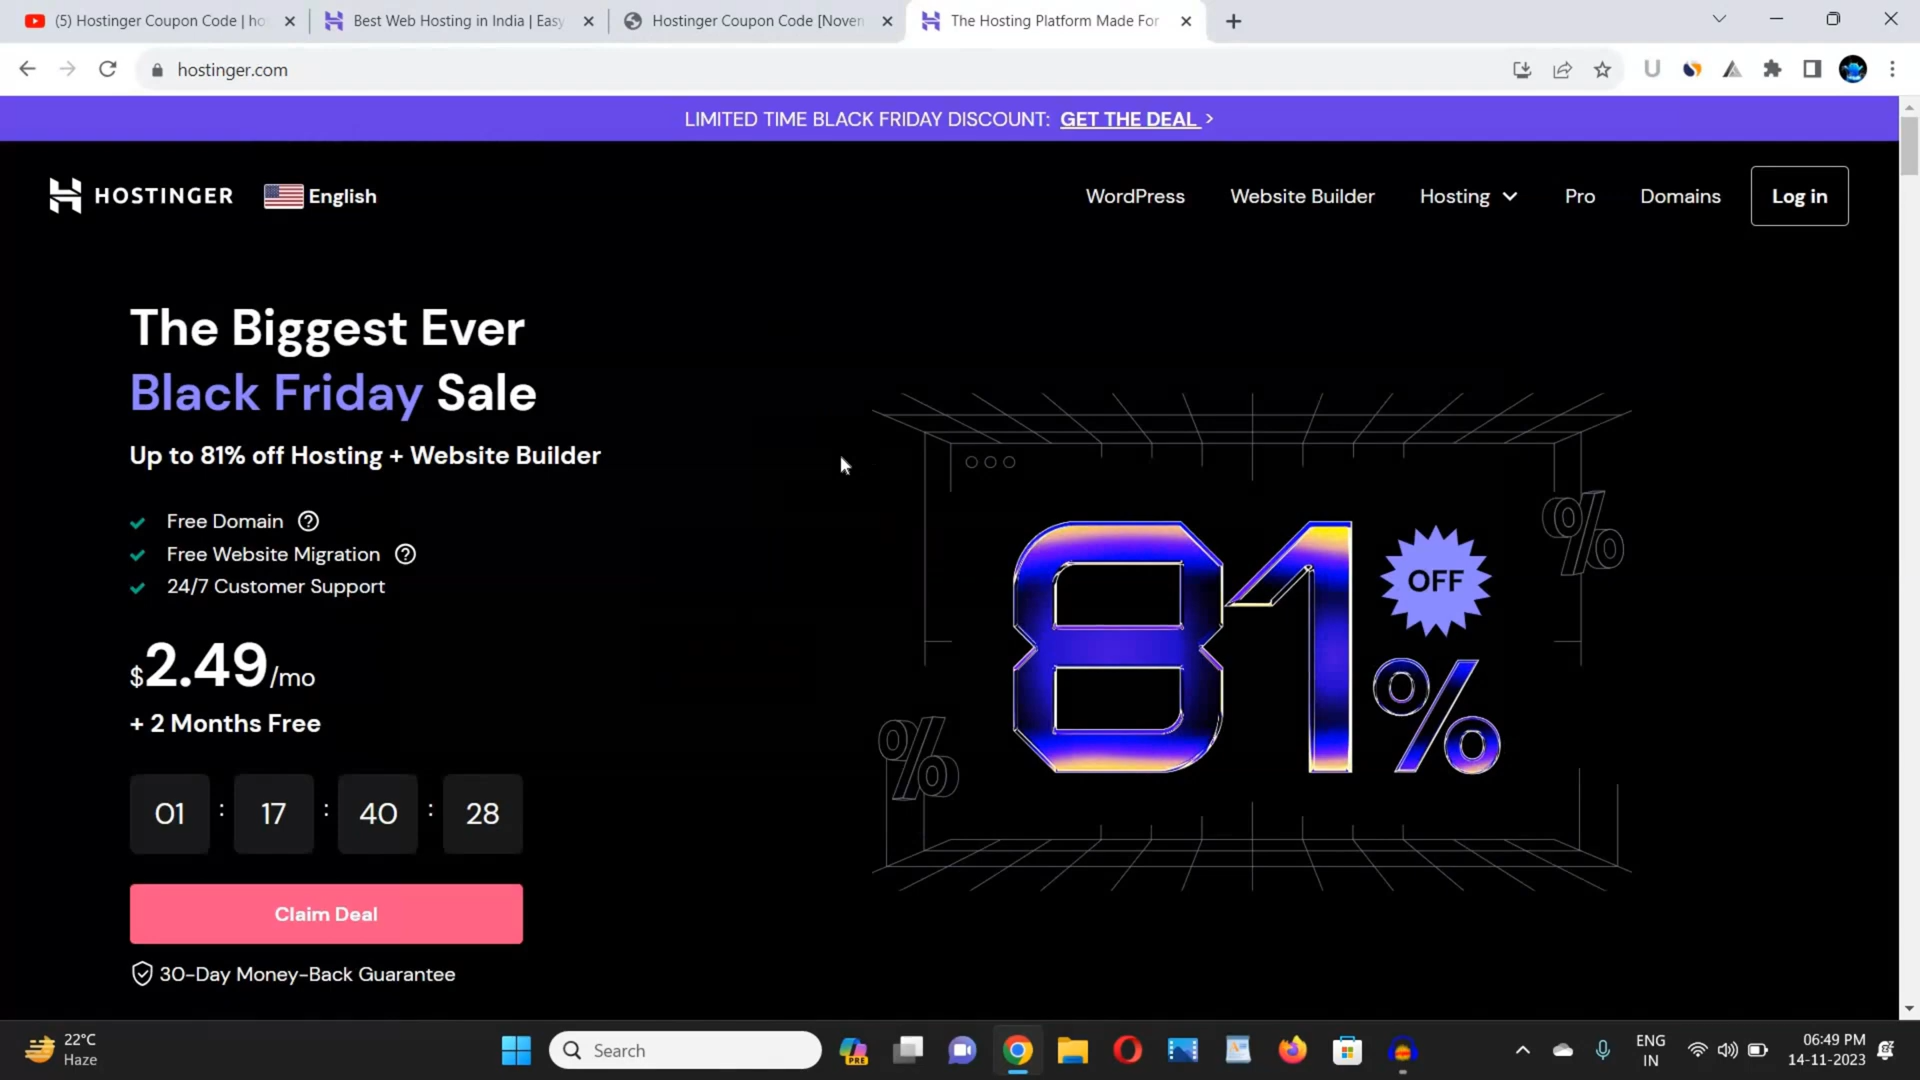 (5) Hostinger Coupon Code | ho
Best Web Hosting in India | Easy
Hostinger Coupon Code [Noven
The Hosting Platform Made For
hostinger.com
LIMITED TIME BLACK FRIDAY DISCOUNT: GET THE DEAL >
HOSTINGER
English
WordPress
Website Builder
Hosting
Pro
Domains
Log in
The Biggest Ever
Black Friday Sale
Up to 81% off Hosting + Website Builder
Free Domain
Free Website Migration
24/7 Customer Support
$2.49/mo
+ 2 Months Free
01 : 17 : 40 : 28
Claim Deal
30-Day Money-Back Guarantee
81%
OFF
%
%
22°C
Haze
Search
PRE
ENG
IN
06:49 PM
14-11-2023